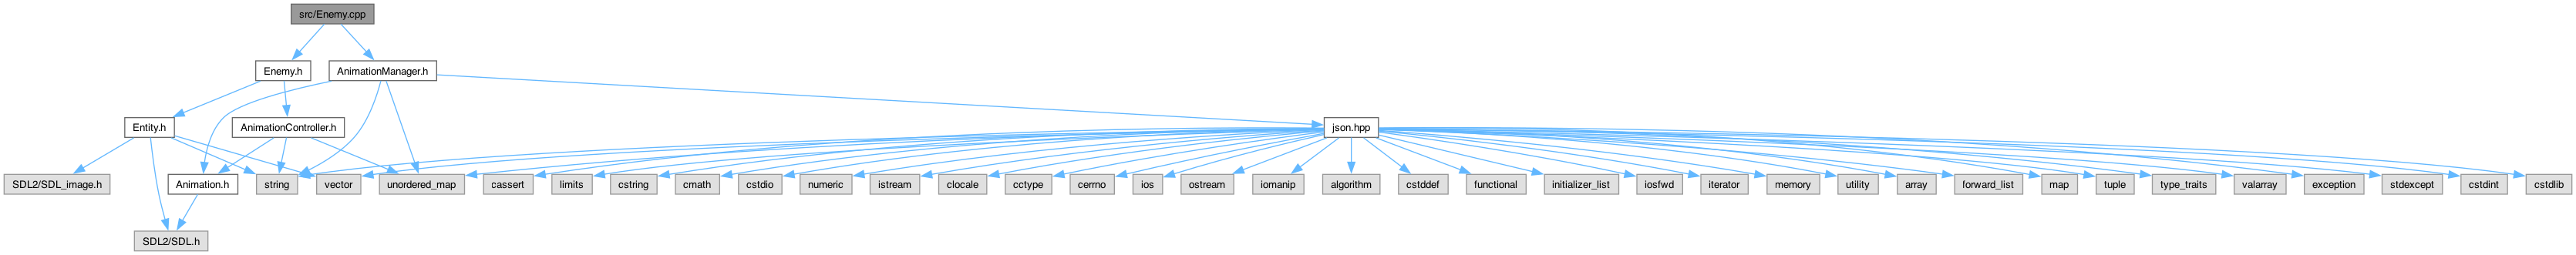 src/Enemy.cpp
Enemy.h
AnimationManager.h
Entity.h
AnimationController.h
json.hpp
SDL2/SDL_image.h
Animation.h
string
vector
unordered_map
cassert
limits
cstring
cmath
cstdio
numeric
istream
clocale
cctype
cerrno
ios
ostream
iomanip
algorithm
cstddef
functional
initializer_list
iosfwd
iterator
memory
utility
array
forward_list
map
tuple
type_traits
valarray
exception
stdexcept
cstdint
cstdlib
SDL2/SDL.h